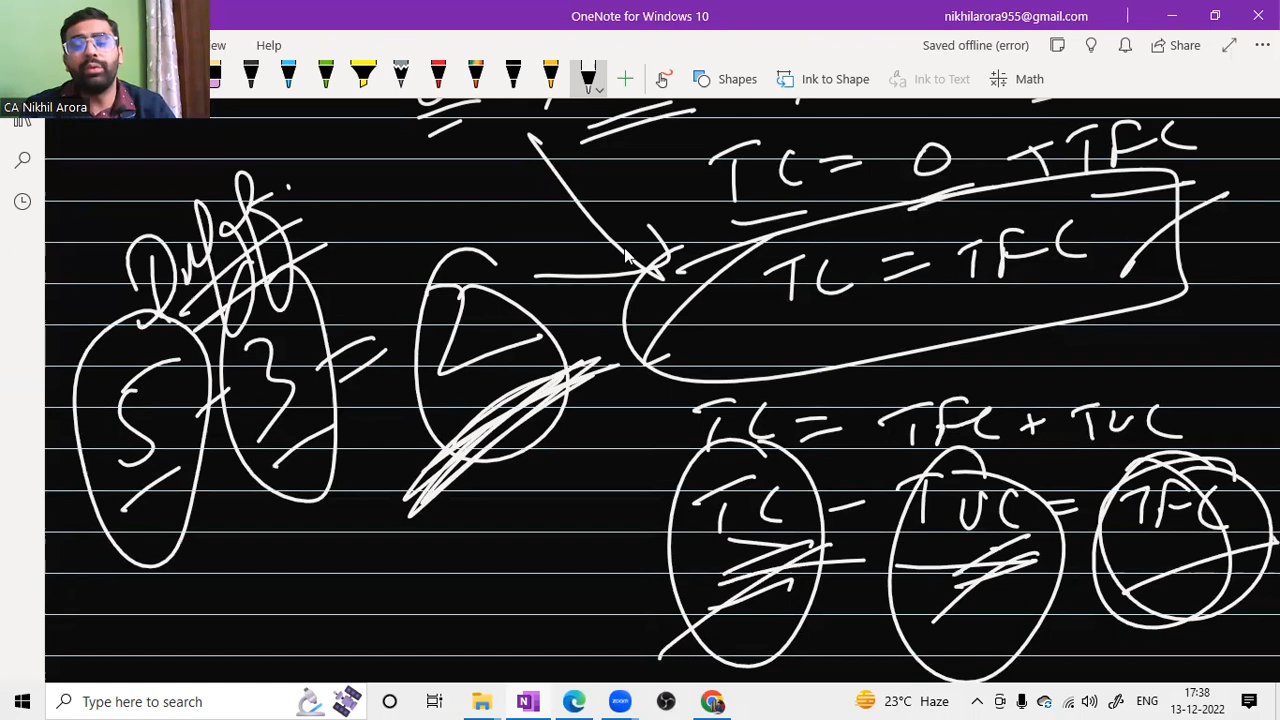 OneNote for Windows 10
nikhilarora955@gmail.com
Help
Saved offline (error)
Share
Shapes
Ink to Shape
Ink to Text
Math
CA Nikhil Arora
TC = 0 + TFC
TC = TFC
5 - 3 = 2
TC = TFC + TVC
TC - TVC = TFC
Type here to search
23°C Haze
ENG
17:38
13-12-2022